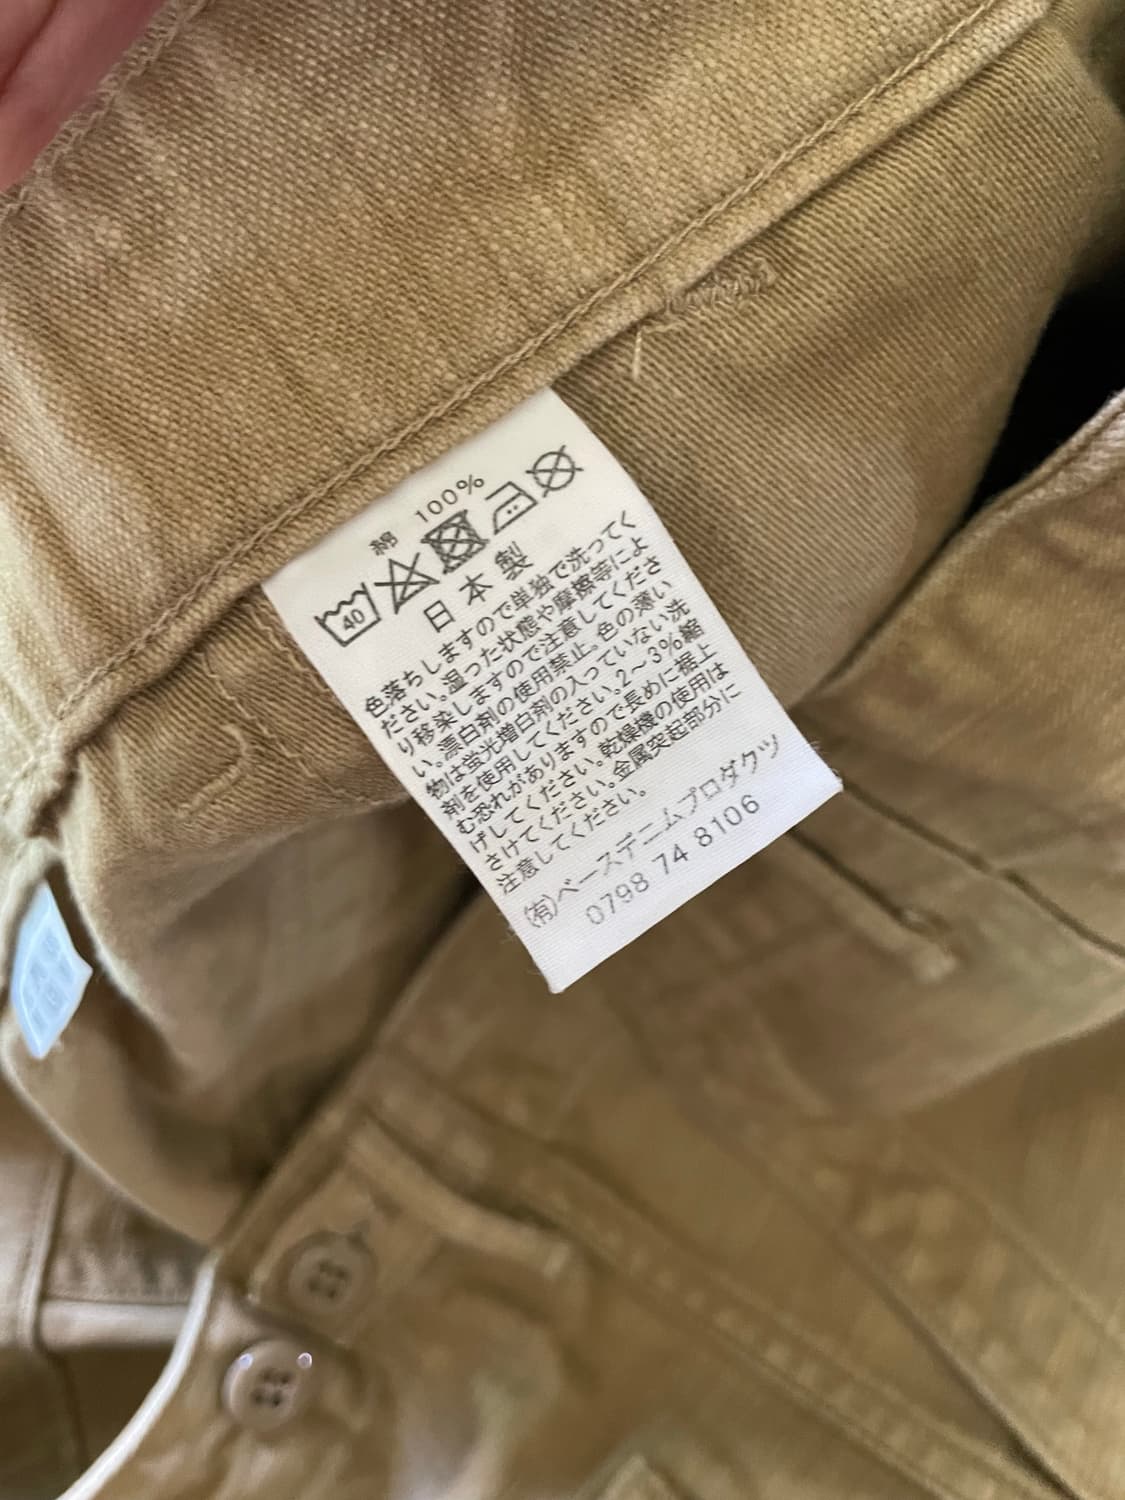 綿 100%
40
日本製
色落ちしますので単独で洗ってく
ださい。湿った状態や摩擦等によ
り移染しますので注意してくださ
い。漂白剤の使用禁止。色の薄い
物は蛍光増白剤の入っていない洗
剤を使用してください。2～3%縮
む恐れがありますので長めに裾上
げしてください。乾燥機の使用は
さけてください。金属突起部分に
注意してください。
(有)ベースデニムプロダクツ
0798 74 8106